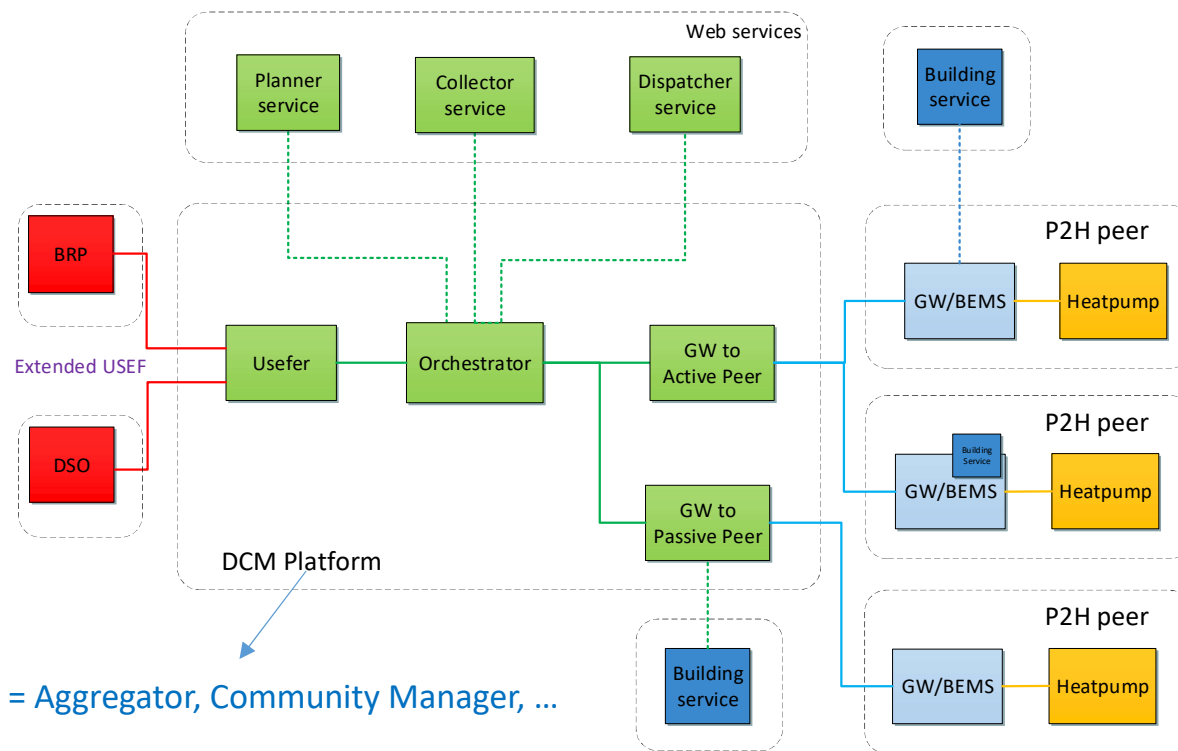 Web services
Planner
service
Collector
service
Dispatcher
service
Building
service
BRP
Extended USEF
DSO
Usefer
Orchestrator
GW to
Active Peer
GW to
Passive Peer
DCM Platform
Building
service
P2H peer
GW/BEMS
Heatpump
P2H peer
Building
Service
GW/BEMS
Heatpump
P2H peer
GW/BEMS
Heatpump
= Aggregator, Community Manager, ...